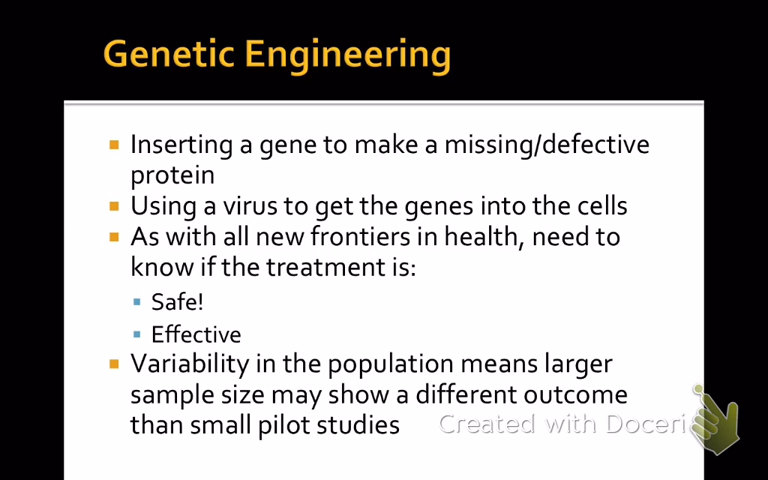 Genetic Engineering
Inserting a gene to make a missing/defective
protein
Using a virus to get the genes into the cells
As with all new frontiers in health, need to
know if the treatment is:
Safe!
Effective
Variability in the population means larger
sample size may show a different outcome
than small pilot studies
Created with Doceri